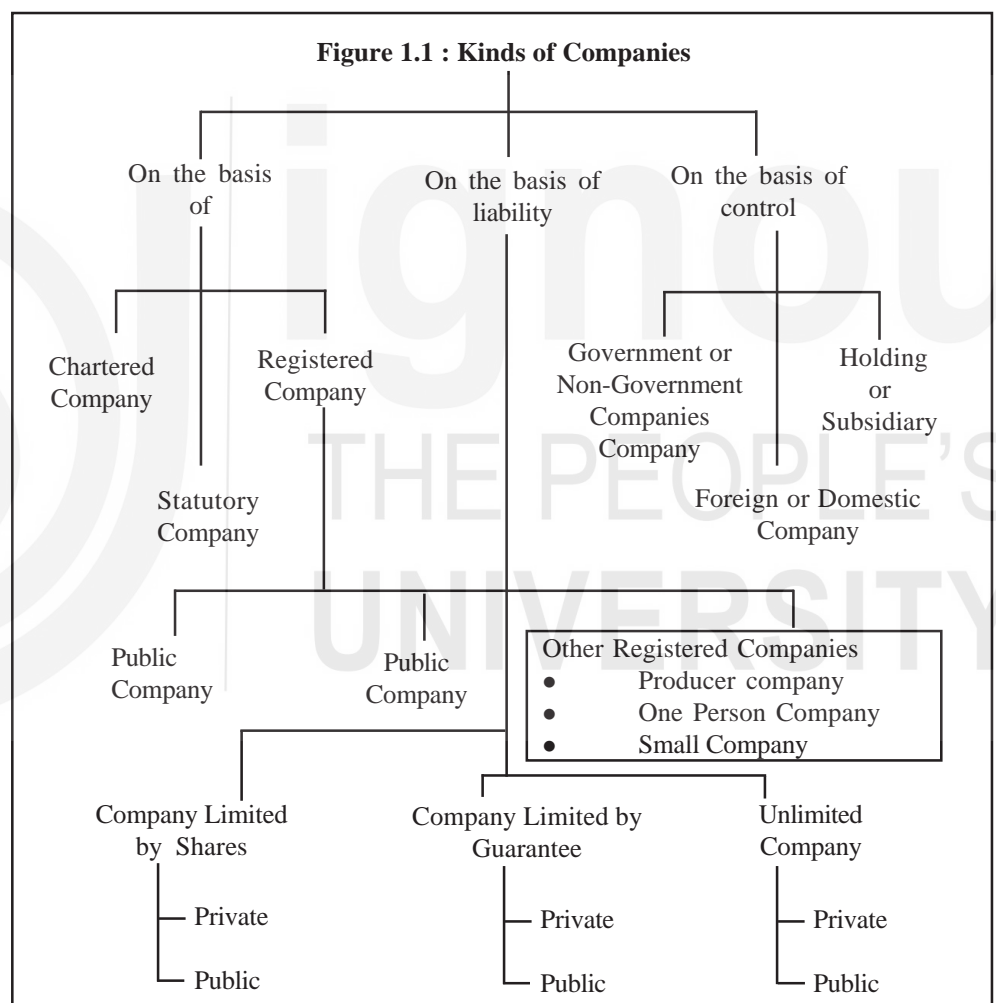 Figure 1.1 : Kinds of Companies
On the basis
of
On the basis of
liability
On the basis of
control
Chartered
Company
Registered
Company
Government or
Non-Government
Companies
Company
Holding
or
Subsidiary
Statutory
Company
Foreign or Domestic
Company
Public
Company
Public
Company
Other Registered Companies
● Producer company
● One Person Company
● Small Company
Company Limited
by Shares
Company Limited by
Guarantee
Unlimited
Company
Private
Public
Private
Public
Private
Public
ignou
THE PEOPLE'S
UNIVERSITY